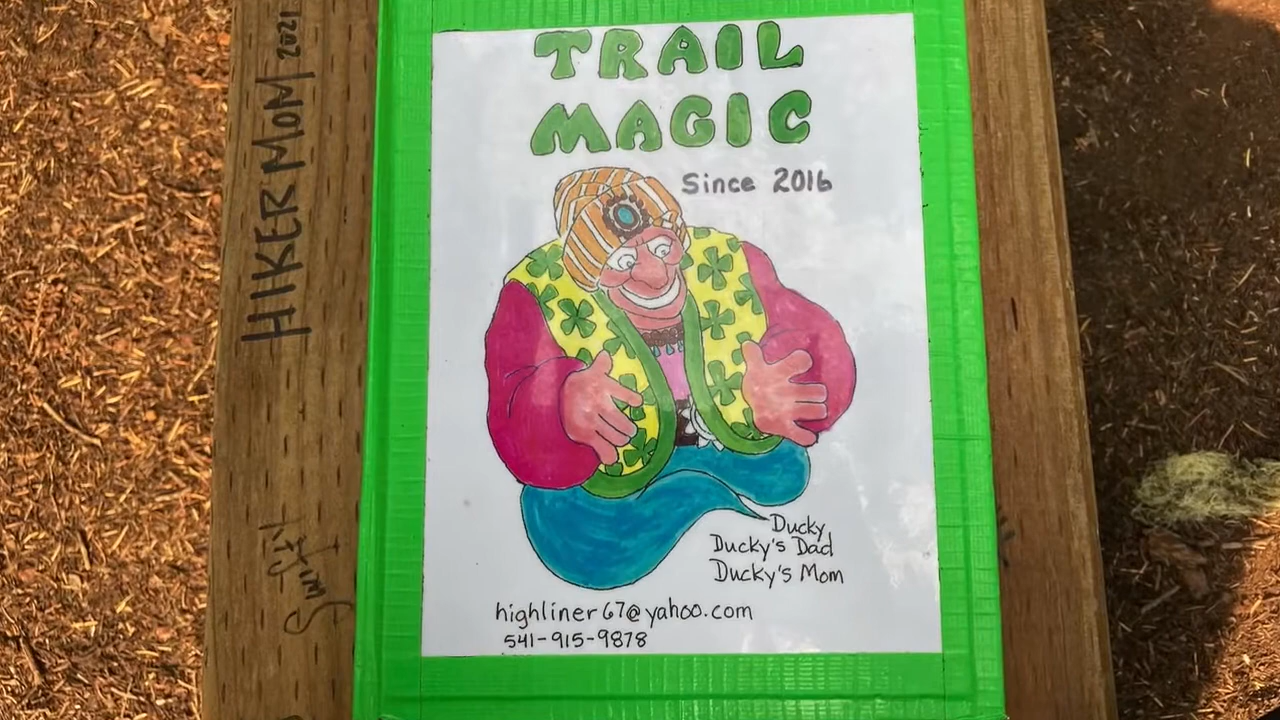 HIKER MOM 2021
TRAIL
MAGIC
Since 2016
Ducky
Ducky's Dad
Ducky's Mom
highliner67@yahoo.com
541-915-9878